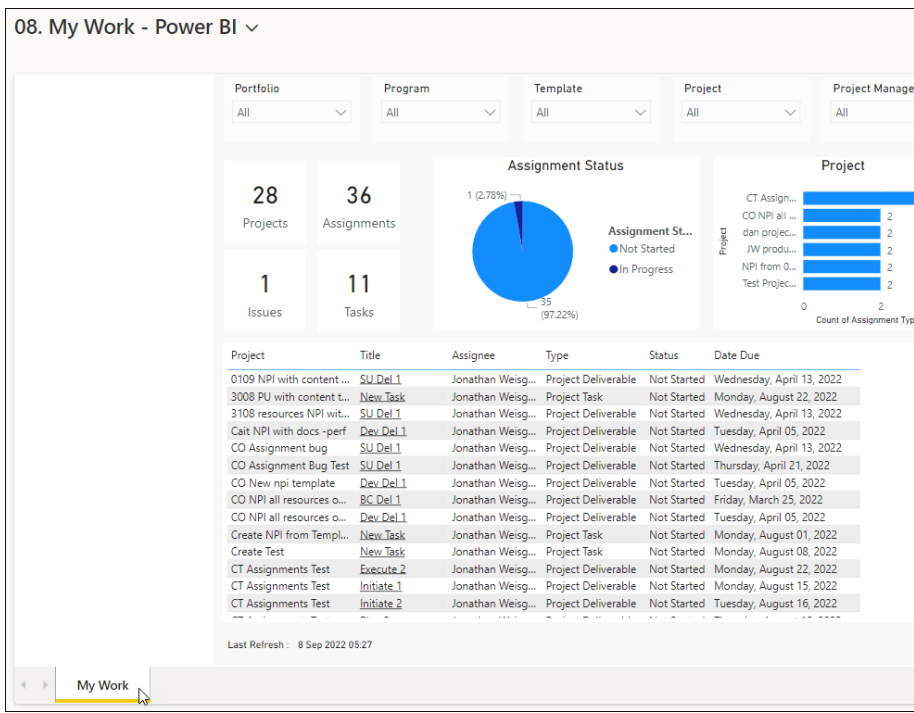 08. My Work - Power BI
Portfolio Program Template Project Project Manage
All All All All All
28 Projects
36 Assignments
1 Issues
11 Tasks
Assignment Status
1 (2.78%)
35
(97.22%)
Assignment St...
Not Started
In Progress
Project
Project
CT Assign...
CO NPI all ... 2
dan projec... 2
JW produ... 2
NPI from 0... 2
Test Projec... 2
0 2
Count of Assignment Typ
Project Title Assignee Type Status Date Due
0109 NPI with content ... SU Del 1 Jonathan Weisg... Project Deliverable Not Started Wednesday, April 13, 2022
3008 PU with content t... New Task Jonathan Weisg... Project Task Not Started Monday, August 22, 2022
3108 resources NPI wit... SU Del 1 Jonathan Weisg... Project Deliverable Not Started Wednesday, April 13, 2022
Cait NPI with docs -perf Dev Del 1 Jonathan Weisg... Project Deliverable Not Started Tuesday, April 05, 2022
CO Assignment bug SU Del 1 Jonathan Weisg... Project Deliverable Not Started Wednesday, April 13, 2022
CO Assignment Bug Test SU Del 1 Jonathan Weisg... Project Deliverable Not Started Thursday, April 21, 2022
CO New npi template Dev Del 1 Jonathan Weisg... Project Deliverable Not Started Tuesday, April 05, 2022
CO NPI all resources o... BC Del 1 Jonathan Weisg... Project Deliverable Not Started Friday, March 25, 2022
CO NPI all resources o... Dev Del 1 Jonathan Weisg... Project Deliverable Not Started Tuesday, April 05, 2022
Create NPI from Templ... New Task Jonathan Weisg... Project Task Not Started Monday, August 01, 2022
Create Test New Task Jonathan Weisg... Project Task Not Started Monday, August 08, 2022
CT Assignments Test Execute 2 Jonathan Weisg... Project Deliverable Not Started Monday, August 22, 2022
CT Assignments Test Initiate 1 Jonathan Weisg... Project Deliverable Not Started Monday, August 15, 2022
CT Assignments Test Initiate 2 Jonathan Weisg... Project Deliverable Not Started Tuesday, August 16, 2022
Last Refresh : 8 Sep 2022 05:27
My Work